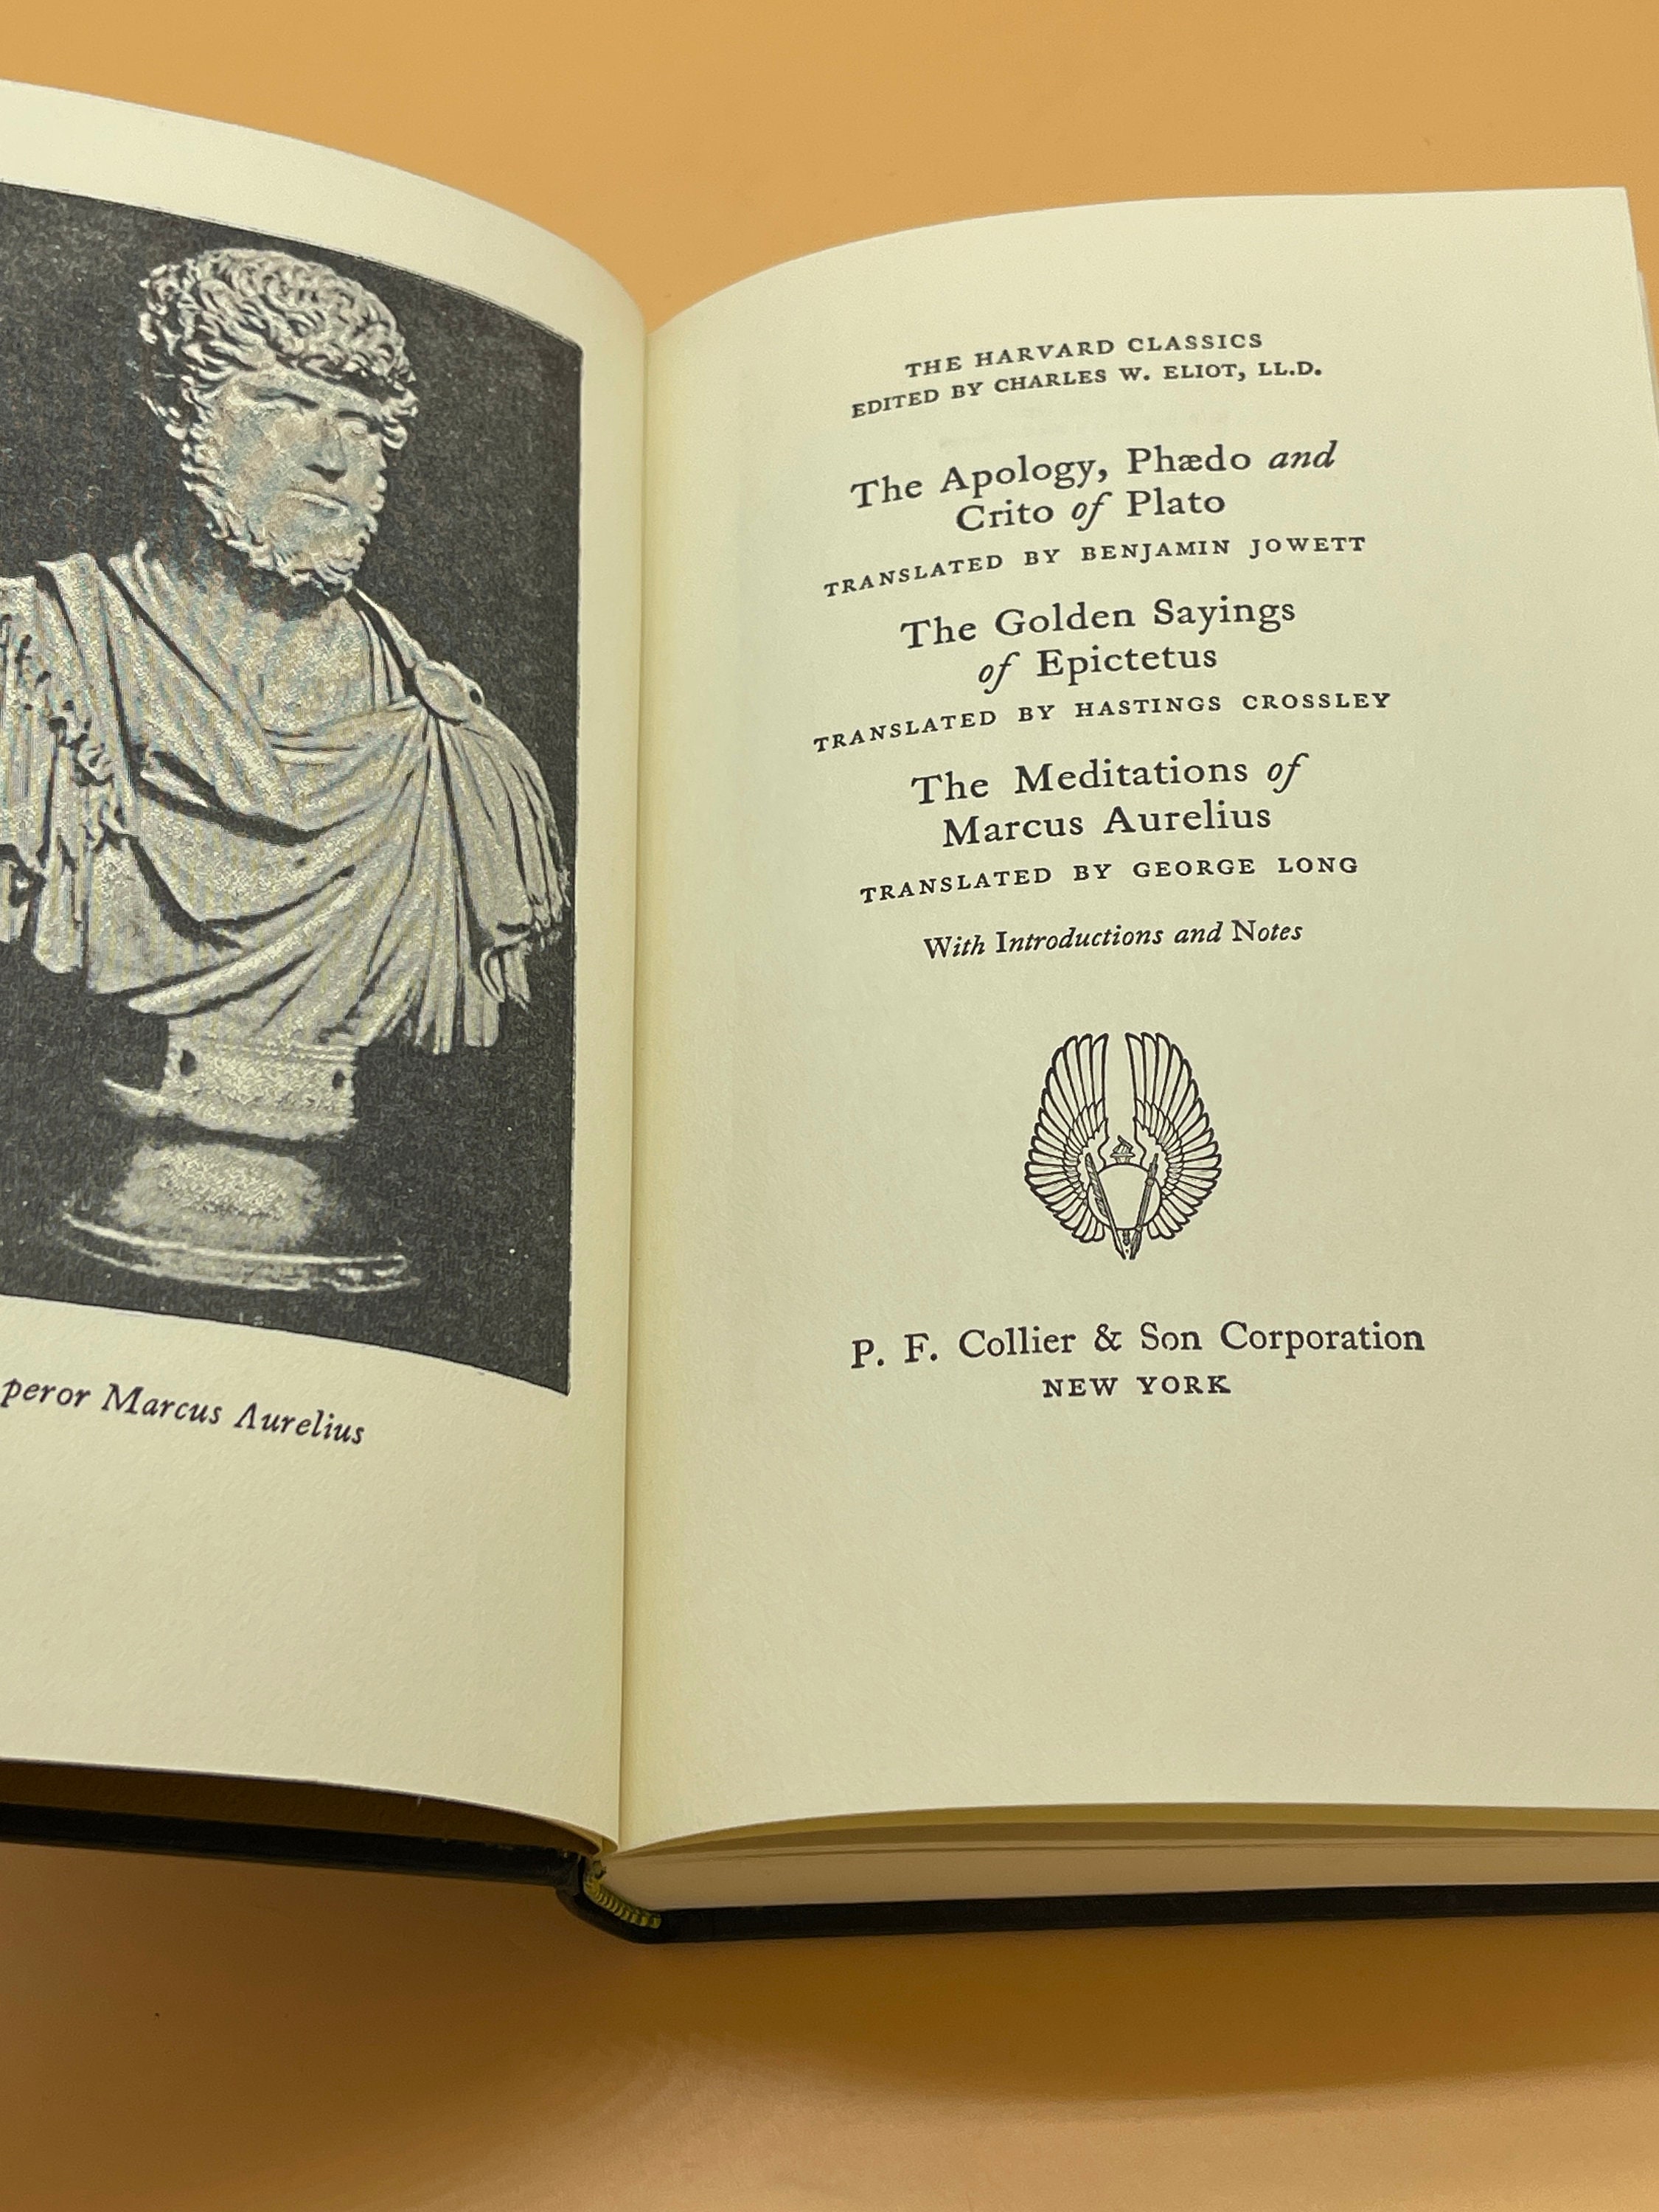 peror Marcus Aurelius
THE HARVARD CLASSICS
EDITED BY CHARLES W. ELIOT, LL.D.
The Apology, Phædo and
Crito of Plato
TRANSLATED BY BENJAMIN JOWETT
The Golden Sayings
of Epictetus
TRANSLATED BY HASTINGS CROSSLEY
The Meditations of
Marcus Aurelius
TRANSLATED BY GEORGE LONG
With Introductions and Notes
P. F. Collier & Son Corporation
NEW YORK